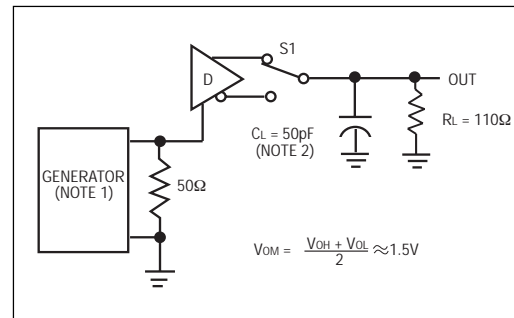 S1
D
OUT
CL = 50pF
(NOTE 2)
RL = 110Ω
GENERATOR
(NOTE 1)
50Ω
VOM = VOH + VOL
2
≈1.5V